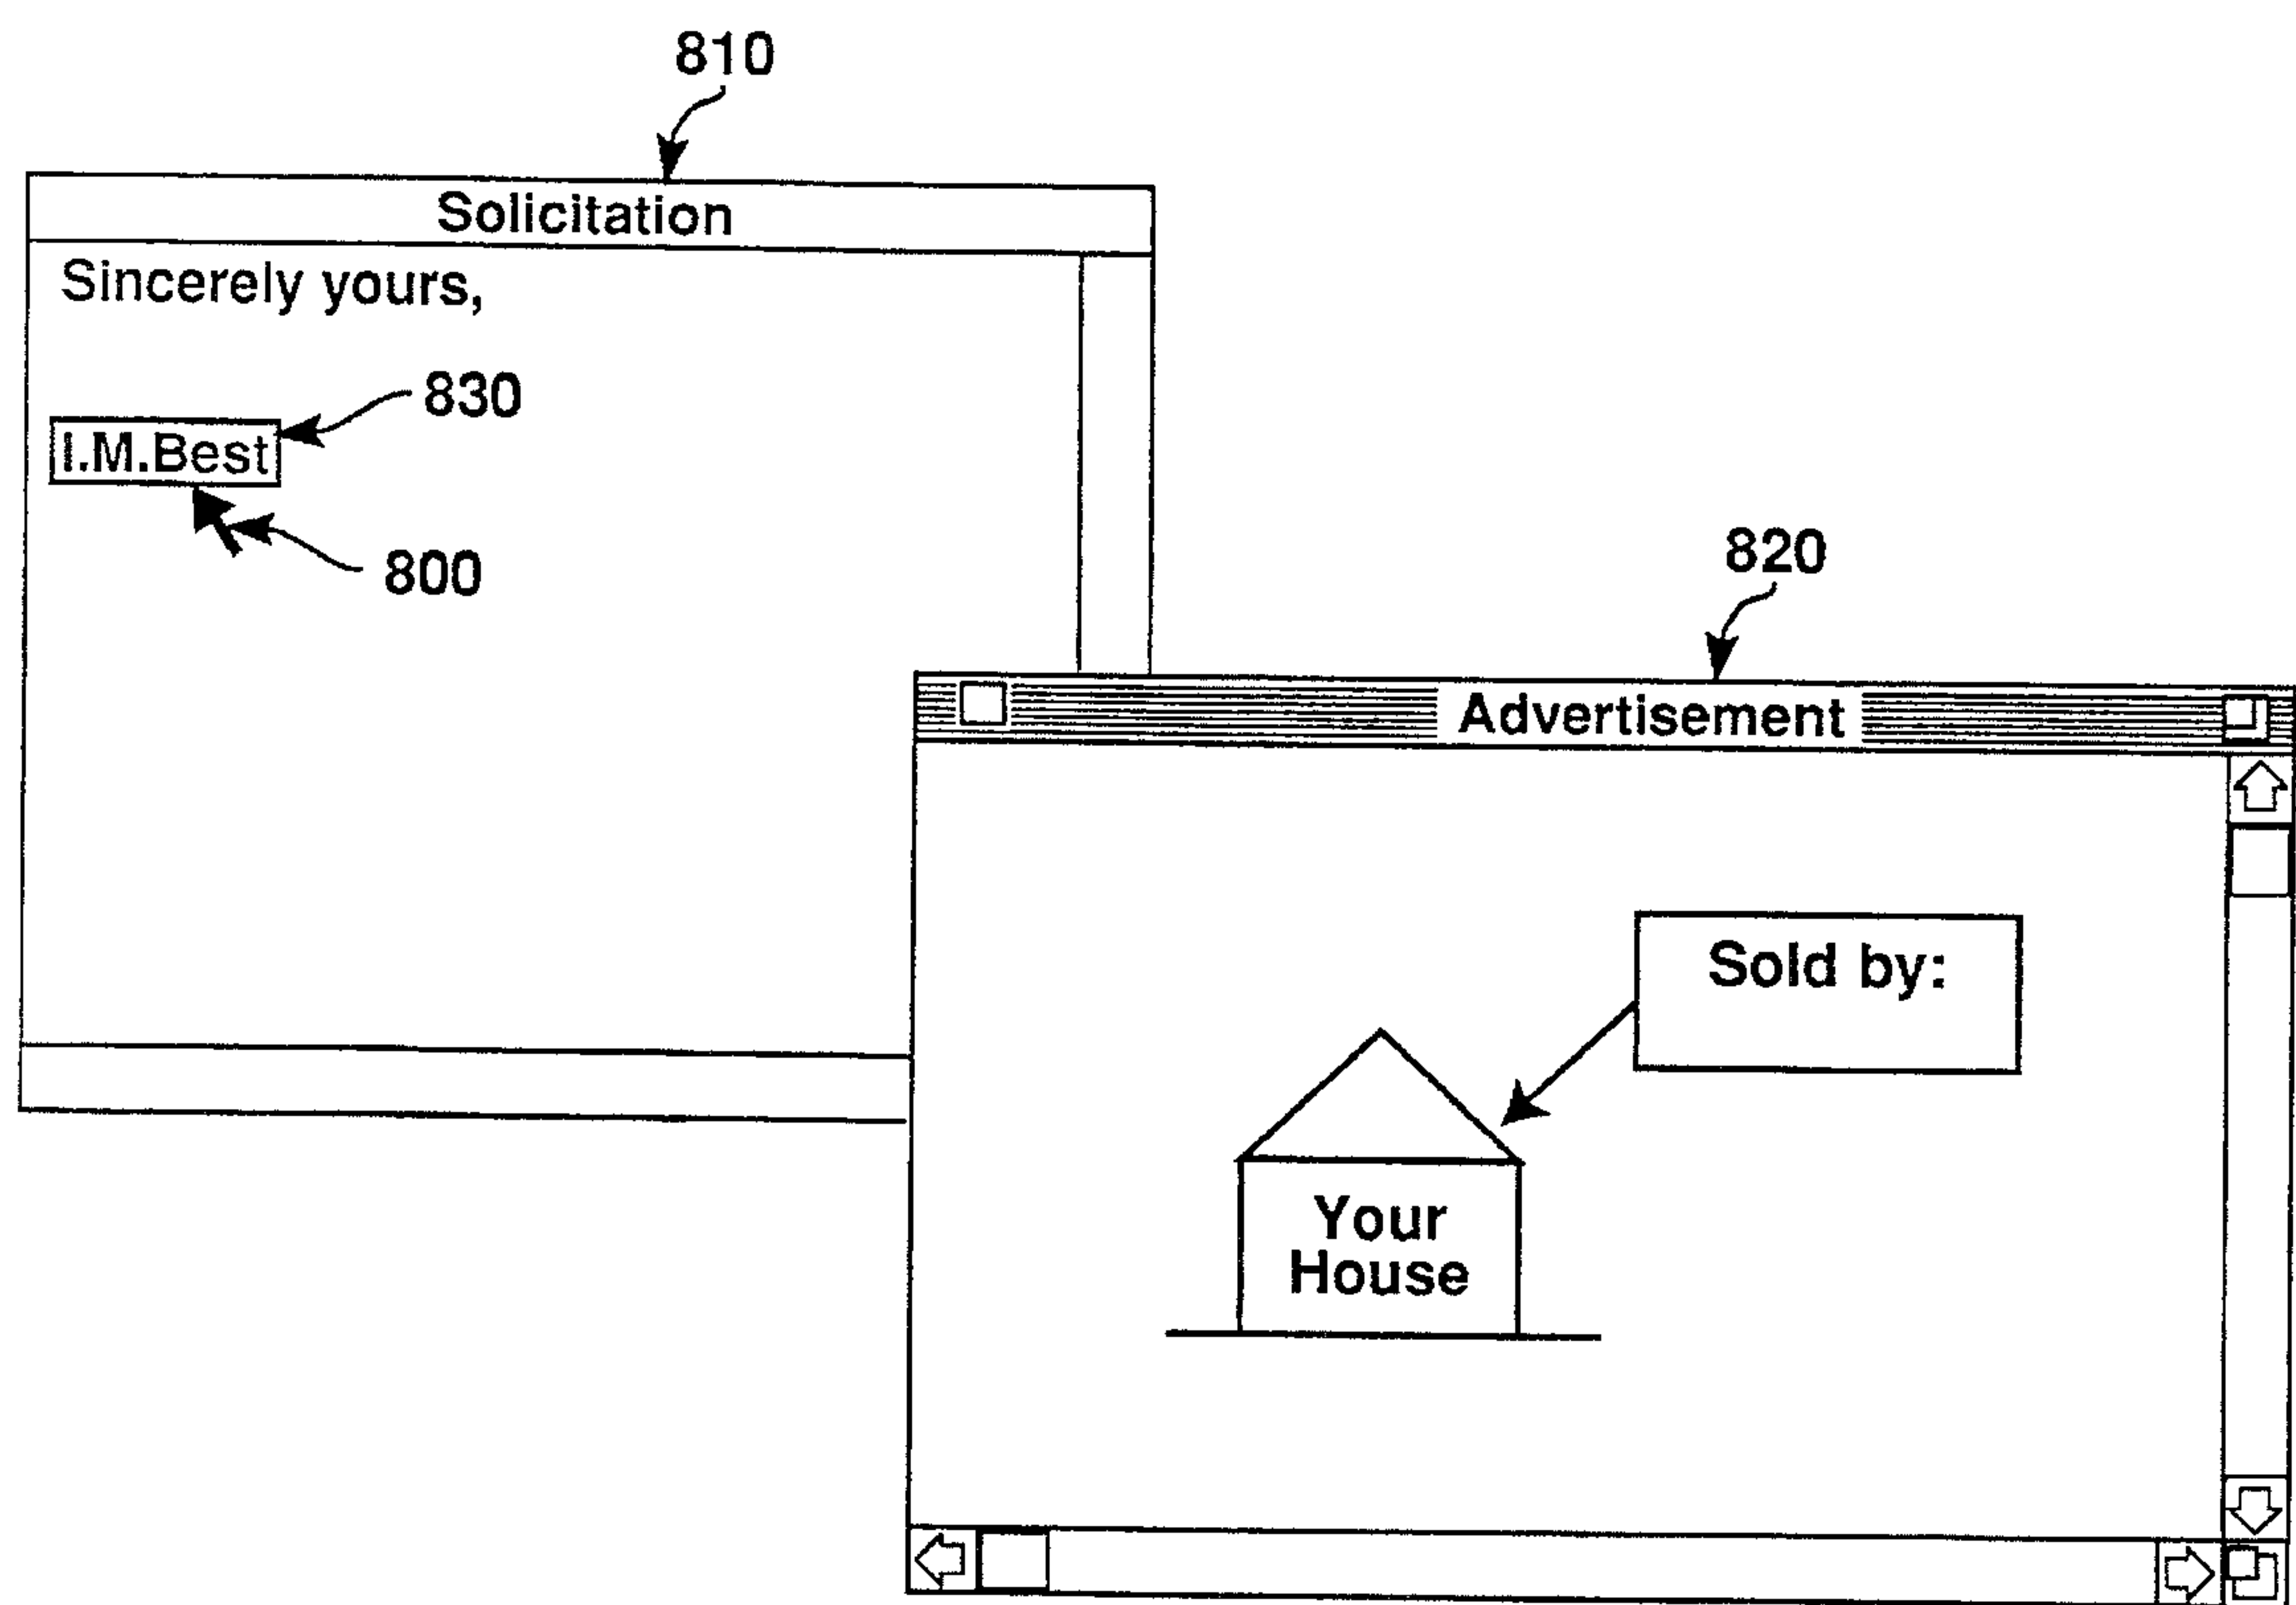 810
Solicitation
Sincerely yours,
830
I.M.Best
800
820
Advertisement
Sold by:
Your
House